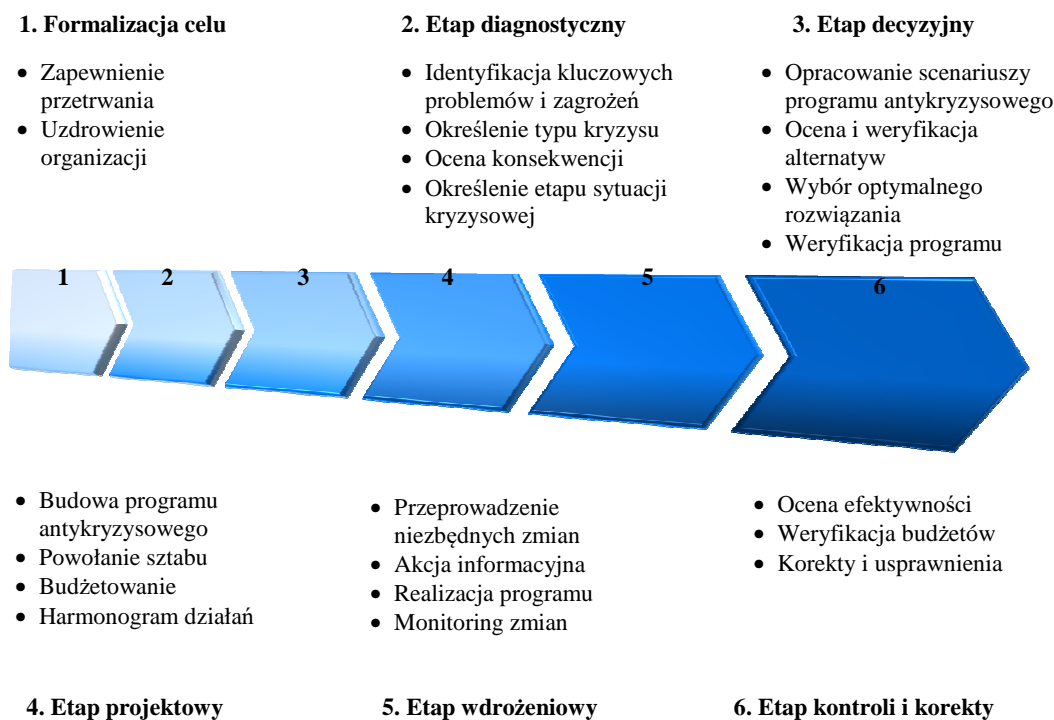 1. Formalizacja celu
• Zapewnienie
przetrwania
• Uzdrowienie
organizacji
2. Etap diagnostyczny
• Identyfikacja kluczowych
problemów i zagrożeń
• Określenie typu kryzysu
• Ocena konsekwencji
• Określenie etapu sytuacji
kryzysowej
3. Etap decyzyjny
• Opracowanie scenariuszy
programu antykryzysowego
• Ocena i weryfikacja
alternatyw
• Wybór optymalnego
rozwiązania
• Weryfikacja programu
1
2
3
4
5
6
• Budowa programu
antykryzysowego
• Powołanie sztabu
• Budżetowanie
• Harmonogram działań
4. Etap projektowy
• Przeprowadzenie
niezbędnych zmian
• Akcja informacyjna
• Realizacja programu
• Monitoring zmian
5. Etap wdrożeniowy
• Ocena efektywności
• Weryfikacja budżetów
• Korekty i usprawnienia
6. Etap kontroli i korekty